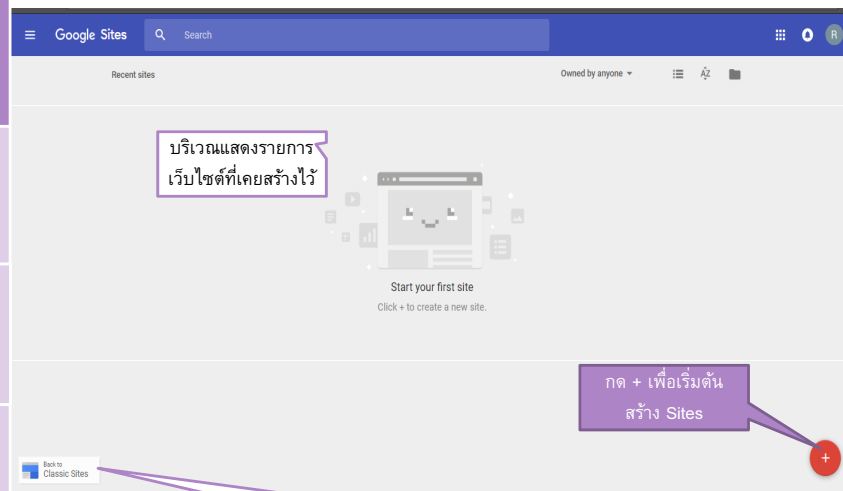 Google Sites
Search
R
Recent sites
Owned by anyone
AZ
บริเวณแสดงรายการ
เว็บไซต์ที่เคยสร้างไว้
Start your first site
Click + to create a new site.
กด + เพื่อเริ่มต้น
สร้าง Sites
+
Back to
Classic Sites